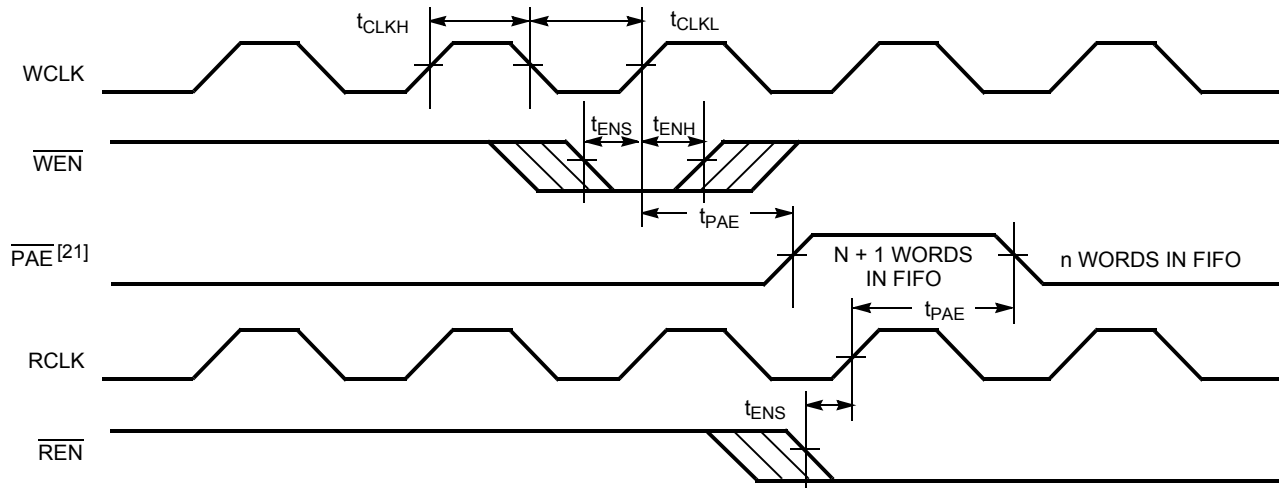 tCLKH
tCLKL
WCLK
tENS
tENH
WEN
tPAE
PAE [21]
N + 1 WORDS
IN FIFO
n WORDS IN FIFO
tPAE
RCLK
tENS
REN